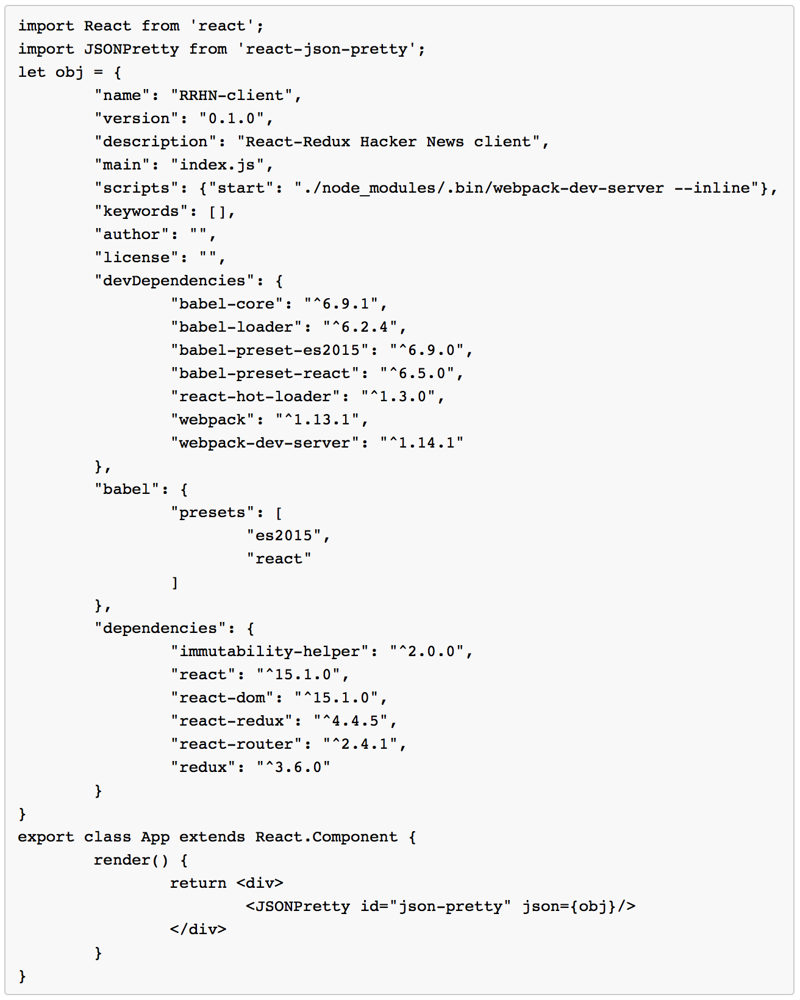 import React from 'react';
import JSONPretty from 'react-json-pretty';
let obj = {
        "name": "RRHN-client",
        "version": "0.1.0",
        "description": "React-Redux Hacker News client",
        "main": "index.js",
        "scripts": {"start": "./node_modules/.bin/webpack-dev-server --inline"},
        "keywords": [],
        "author": "",
        "license": "",
        "devDependencies": {
                "babel-core": "^6.9.1",
                "babel-loader": "^6.2.4",
                "babel-preset-es2015": "^6.9.0",
                "babel-preset-react": "^6.5.0",
                "react-hot-loader": "^1.3.0",
                "webpack": "^1.13.1",
                "webpack-dev-server": "^1.14.1"
        },
        "babel": {
                "presets": [
                        "es2015",
                        "react"
                ]
        },
        "dependencies": {
                "immutability-helper": "^2.0.0",
                "react": "^15.1.0",
                "react-dom": "^15.1.0",
                "react-redux": "^4.4.5",
                "react-router": "^2.4.1",
                "redux": "^3.6.0"
        }
}
export class App extends React.Component {
        render() {
                return <div>
                        <JSONPretty id="json-pretty" json={obj}/>
                </div>
        }
}